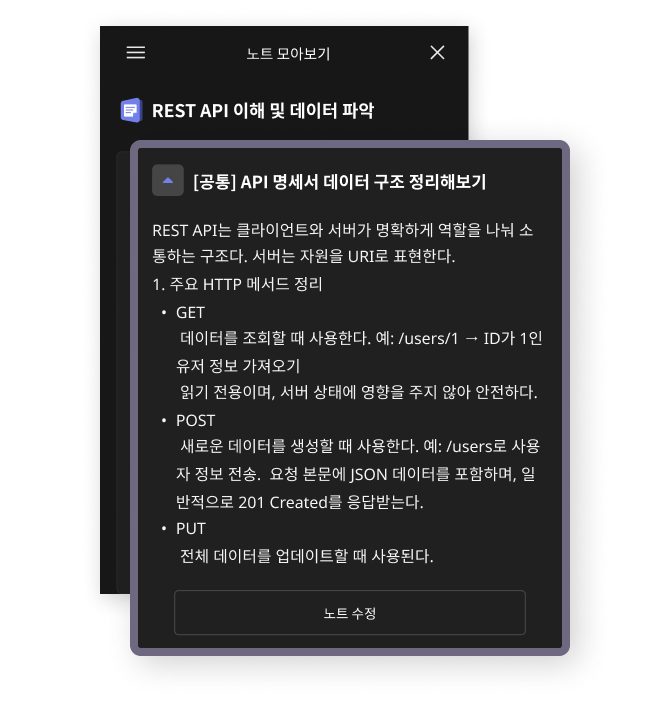 노트 모아보기
REST API 이해 및 데이터 파악
[공통] API 명세서 데이터 구조 정리해보기
REST API는 클라이언트와 서버가 명확하게 역할을 나눠 소
통하는 구조다. 서버는 자원을 URI로 표현한다.
1. 주요 HTTP 메서드 정리
• GET
데이터를 조회할 때 사용한다. 예: /users/1 → ID가 1인
유저 정보 가져오기
읽기 전용이며, 서버 상태에 영향을 주지 않아 안전하다.
• POST
새로운 데이터를 생성할 때 사용한다. 예: /users로 사용
자 정보 전송. 요청 본문에 JSON 데이터를 포함하며, 일
반적으로 201 Created를 응답받는다.
• PUT
전체 데이터를 업데이트할 때 사용된다.
노트 수정